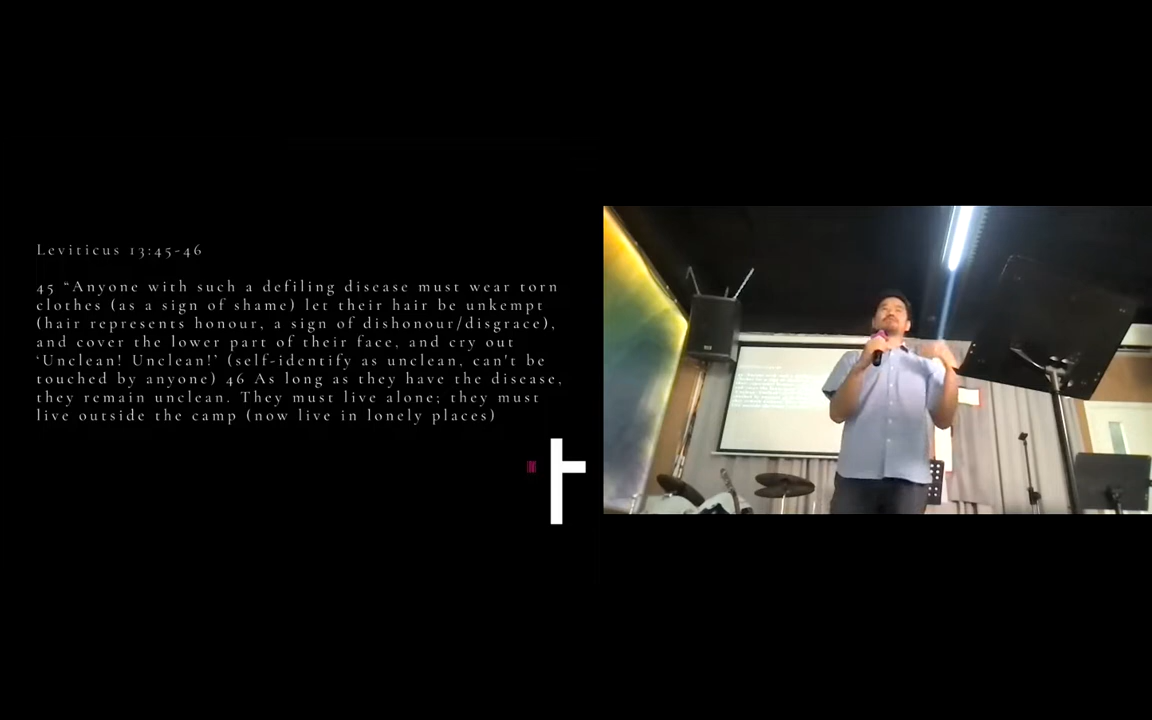 Leviticus 13:45-46
45 “Anyone with such a defiling disease must wear torn
clothes (as a sign of shame) let their hair be unkempt
(hair represents honour, a sign of dishonour/disgrace),
and cover the lower part of their face, and cry out
‘Unclean! Unclean!’ (self-identify as unclean, can't be
touched by anyone) 46 As long as they have the disease,
they remain unclean. They must live alone; they must
live outside the camp (now live in lonely places)